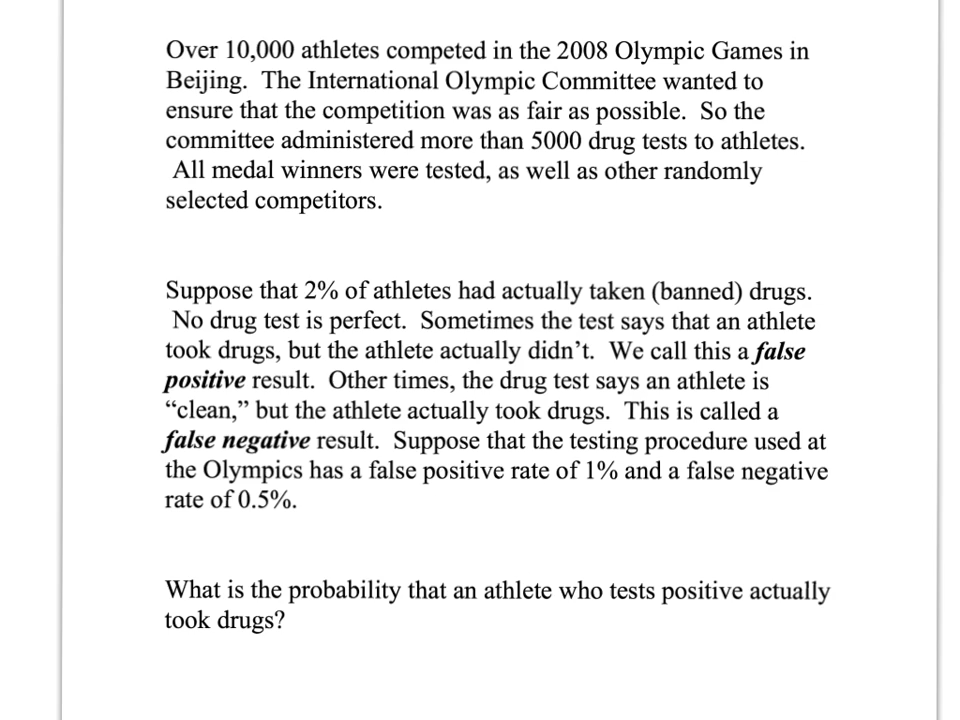 Over 10,000 athletes competed in the 2008 Olympic Games in
Beijing. The International Olympic Committee wanted to
ensure that the competition was as fair as possible. So the
committee administered more than 5000 drug tests to athletes.
All medal winners were tested, as well as other randomly
selected competitors.
Suppose that 2% of athletes had actually taken (banned) drugs.
No drug test is perfect. Sometimes the test says that an athlete
took drugs, but the athlete actually didn’t. We call this a false
positive result. Other times, the drug test says an athlete is
“clean,” but the athlete actually took drugs. This is called a
false negative result. Suppose that the testing procedure used at
the Olympics has a false positive rate of 1% and a false negative
rate of 0.5%.
What is the probability that an athlete who tests positive actually
took drugs?